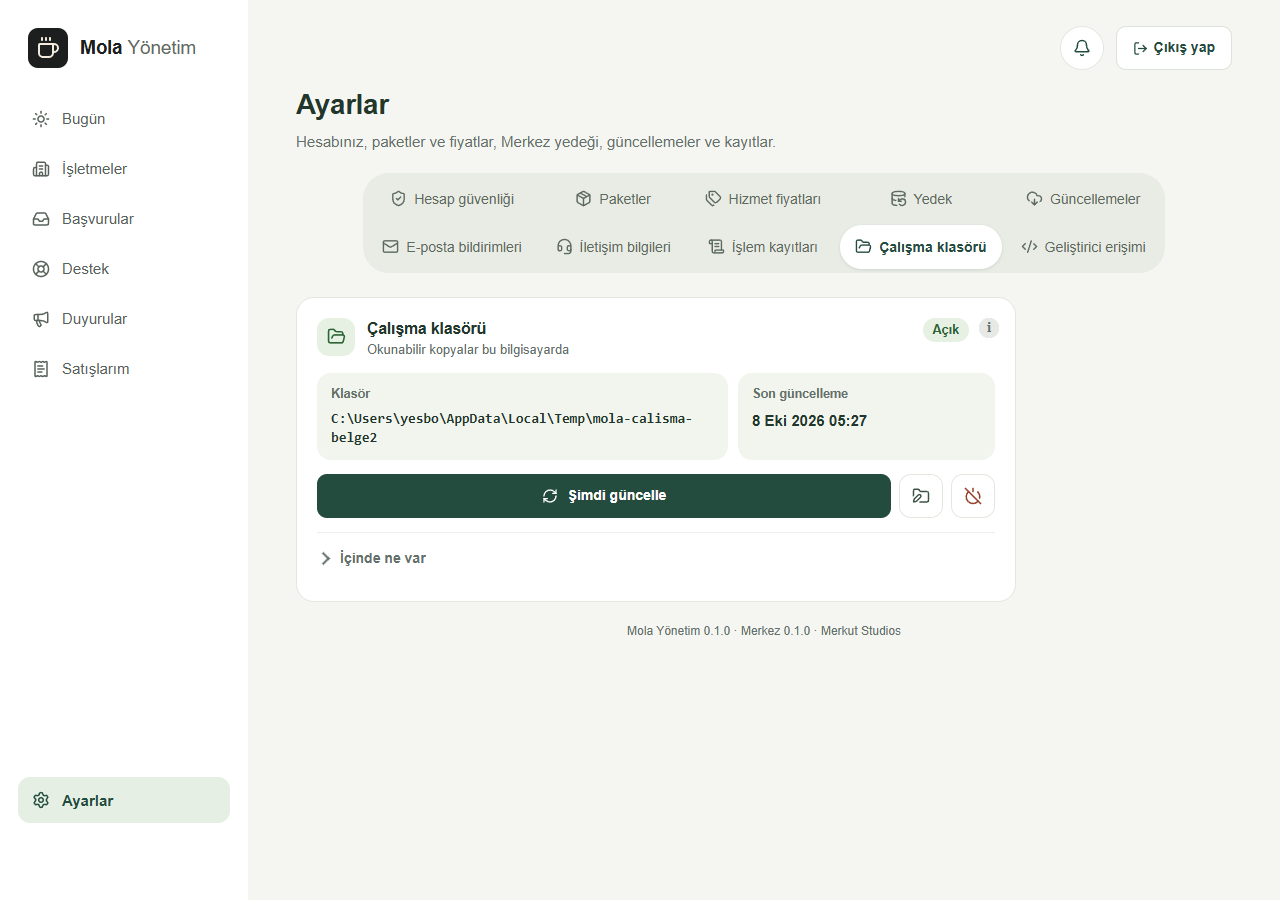 Mola Yönetim
Bugün
İşletmeler
Başvurular
Destek
Duyurular
Satışlarım
Ayarlar
Çıkış yap
Ayarlar
Hesabınız, paketler ve fiyatlar, Merkez yedeği, güncellemeler ve kayıtlar.
Hesap güvenliği
Paketler
Hizmet fiyatları
Yedek
Güncellemeler
E-posta bildirimleri
İletişim bilgileri
İşlem kayıtları
Çalışma klasörü
Geliştirici erişimi
Çalışma klasörü
Okunabilir kopyalar bu bilgisayarda
Açık
i
Klasör
C:\Users\yesbo\AppData\Local\Temp\mola-calisma-
belge2
Son güncelleme
8 Eki 2026 05:27
Şimdi güncelle
İçinde ne var
Mola Yönetim 0.1.0 · Merkez 0.1.0 · Merkut Studios